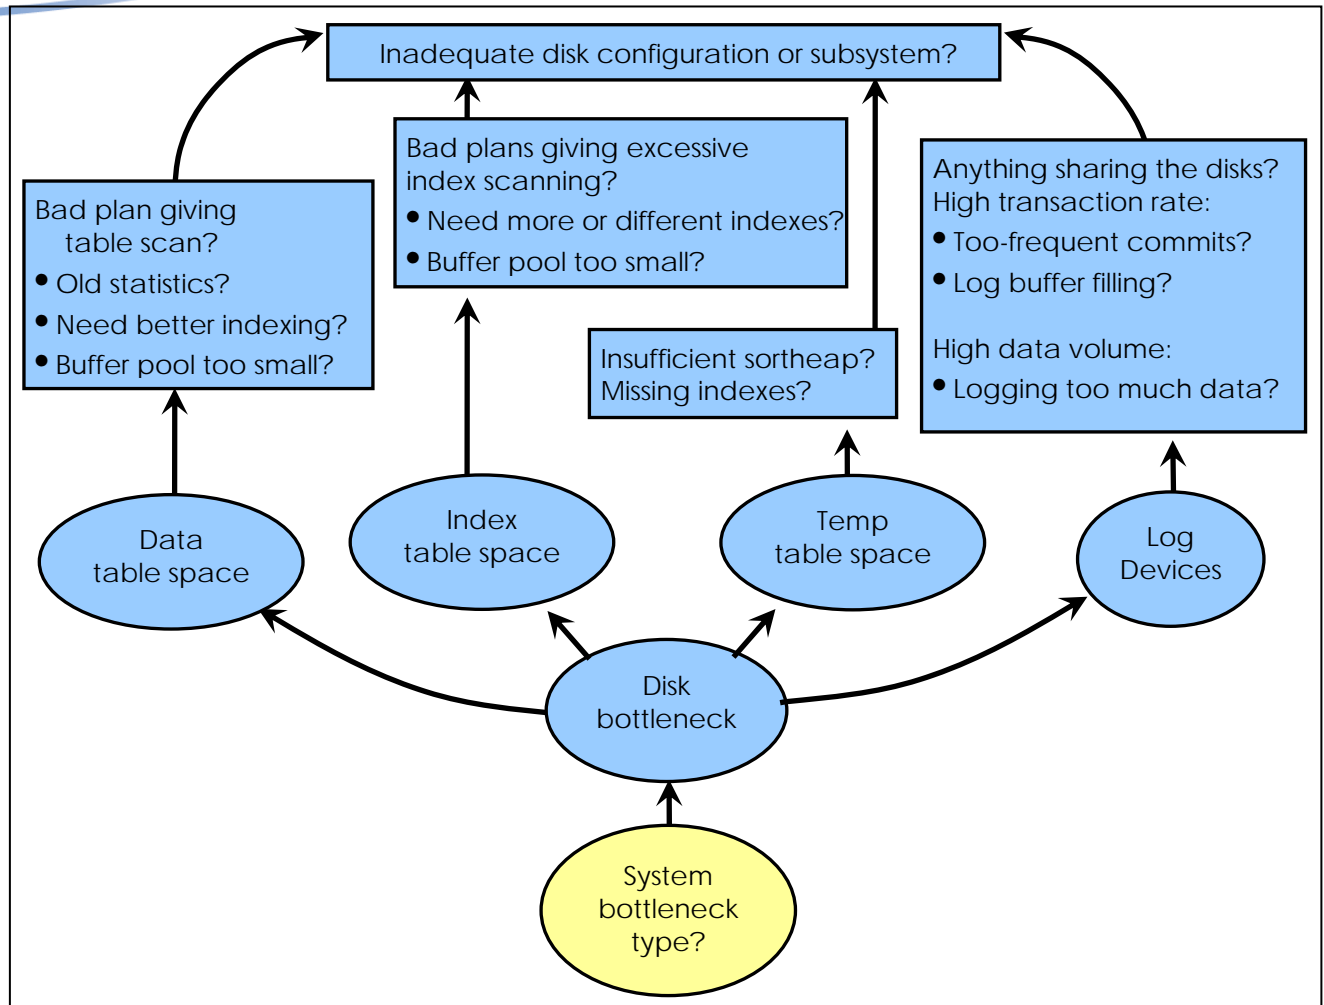 Inadequate disk configuration or subsystem?
Bad plan giving
table scan?
• Old statistics?
• Need better indexing?
• Buffer pool too small?
Bad plans giving excessive
index scanning?
• Need more or different indexes?
• Buffer pool too small?
Insufficient sortheap?
Missing indexes?
Anything sharing the disks?
High transaction rate:
• Too-frequent commits?
• Log buffer filling?
High data volume:
• Logging too much data?
Data
table space
Index
table space
Temp
table space
Log
Devices
Disk
bottleneck
System
bottleneck
type?